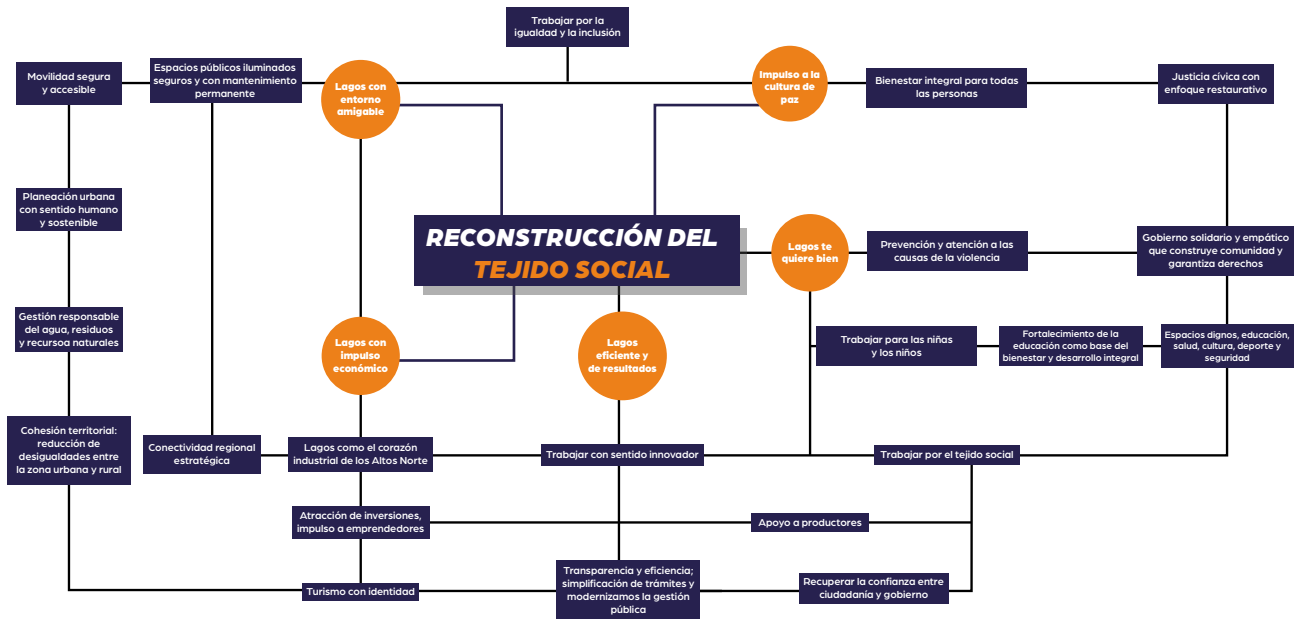 Trabajar por la
igualdad y la inclusión
Movilidad segura
y accesible
Espacios públicos iluminados
seguros y con mantenimiento
permanente
Lagos con
entorno
amigable
Impulso a la
cultura de
paz
Bienestar integral para todas
las personas
Justicia cívica con
enfoque restaurativo
Planeación urbana
con sentido humano
y sostenible
RECONSTRUCCIÓN DEL
TEJIDO SOCIAL
Lagos te
quiere bien
Prevención y atención a las
causas de la violencia
Gobierno solidario y empático
que construye comunidad y
garantiza derechos
Gestión responsable
del agua, residuos
y recursoa naturales
Lagos con
impulso
económico
Lagos
eficiente y
de resultados
Trabajar para las niñas
y los niños
Fortalecimiento de la
educación como base del
bienestar y desarrollo integral
Espacios dignos, educación,
salud, cultura, deporte y
seguridad
Cohesión territorial:
reducción de
desigualdades entre
la zona urbana y rural
Conectividad regional
estratégica
Lagos como el corazón
industrial de los Altos Norte
Trabajar con sentido innovador
Trabajar por el tejido social
Atracción de inversiones,
impulso a emprendedores
Apoyo a productores
Turismo con identidad
Transparencia y eficiencia;
simplificación de trámites y
modernizamos la gestión
pública
Recuperar la confianza entre
ciudadanía y gobierno